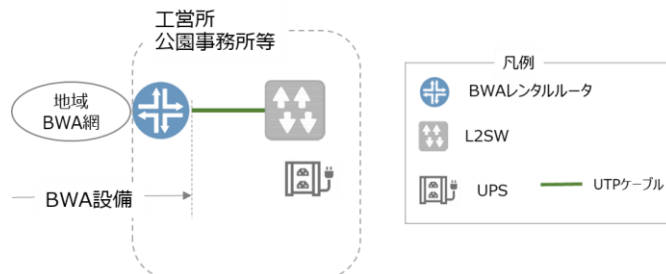 工営所
公園事務所等
地域
BWA網
BWA設備
凡例
BWAレンタルルータ
L2SW
UPS
UTPケーブル